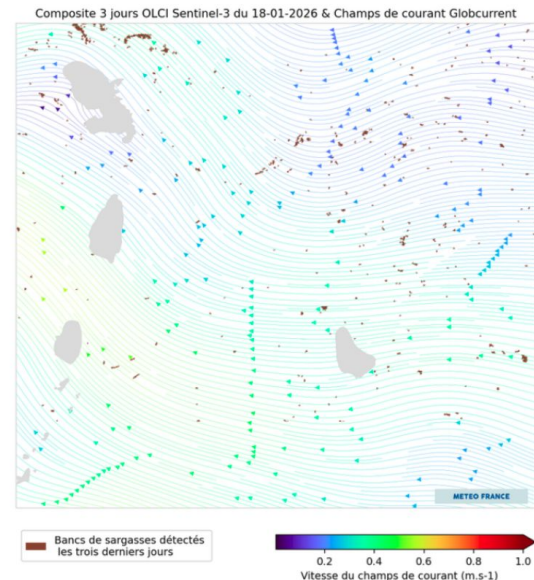 Composite 3 jours OLCI Sentinel-3 du 18-01-2026 & Champs de courant Globcurrent
METEO FRANCE
Bancs de sargasses détectés
les trois derniers jours
0.2 0.4 0.6 0.8 1.0
Vitesse du champs de courant (m.s-1)